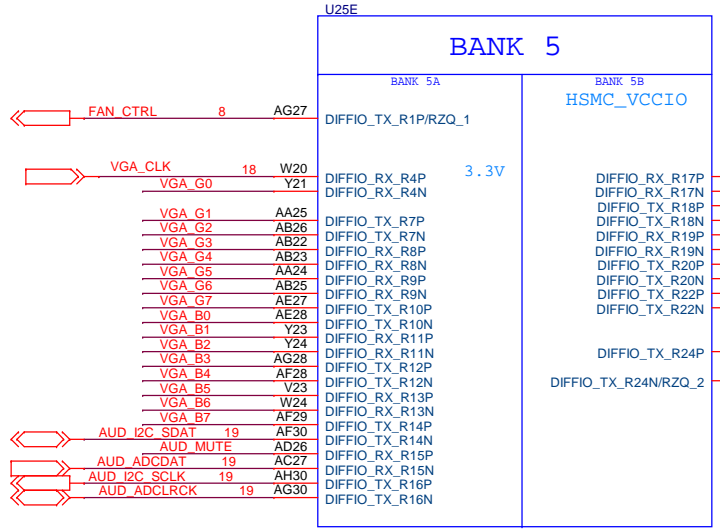 U25E
BANK 5
BANK 5A BANK 5B
HSMC_VCCIO
FAN_CTRL 8 AG27 DIFFIO_TX_R1P/RZQ_1
3.3V
VGA_CLK 18 W20 DIFFIO_RX_R4P DIFFIO_RX_R17P
VGA_G0 Y21 DIFFIO_RX_R4N DIFFIO_RX_R17N
DIFFIO_TX_R18P
VGA_G1 AA25 DIFFIO_TX_R7P DIFFIO_TX_R18N
VGA_G2 AB26 DIFFIO_TX_R7N DIFFIO_RX_R19P
VGA_G3 AB22 DIFFIO_RX_R8P DIFFIO_RX_R19N
VGA_G4 AB23 DIFFIO_RX_R8N DIFFIO_TX_R20P
VGA_G5 AA24 DIFFIO_RX_R9P DIFFIO_TX_R20N
VGA_G6 AB25 DIFFIO_RX_R9N DIFFIO_TX_R22P
VGA_G7 AE27 DIFFIO_TX_R10P DIFFIO_TX_R22N
VGA_B0 AE28 DIFFIO_TX_R10N
VGA_B1 Y23 DIFFIO_RX_R11P
VGA_B2 Y24 DIFFIO_RX_R11N DIFFIO_TX_R24P
VGA_B3 AG28 DIFFIO_TX_R12P
VGA_B4 AF28 DIFFIO_TX_R12N DIFFIO_TX_R24N/RZQ_2
VGA_B5 V23 DIFFIO_RX_R13P
VGA_B6 W24 DIFFIO_RX_R13N
VGA_B7 AF29 DIFFIO_TX_R14P
AUD_I2C_SDAT 19 AF30 DIFFIO_TX_R14N
AUD_MUTE AD26 DIFFIO_RX_R15P
AUD_ADCDAT 19 AC27 DIFFIO_RX_R15N
AUD_I2C_SCLK 19 AH30 DIFFIO_TX_R16P
AUD_ADCLRCK 19 AG30 DIFFIO_TX_R16N